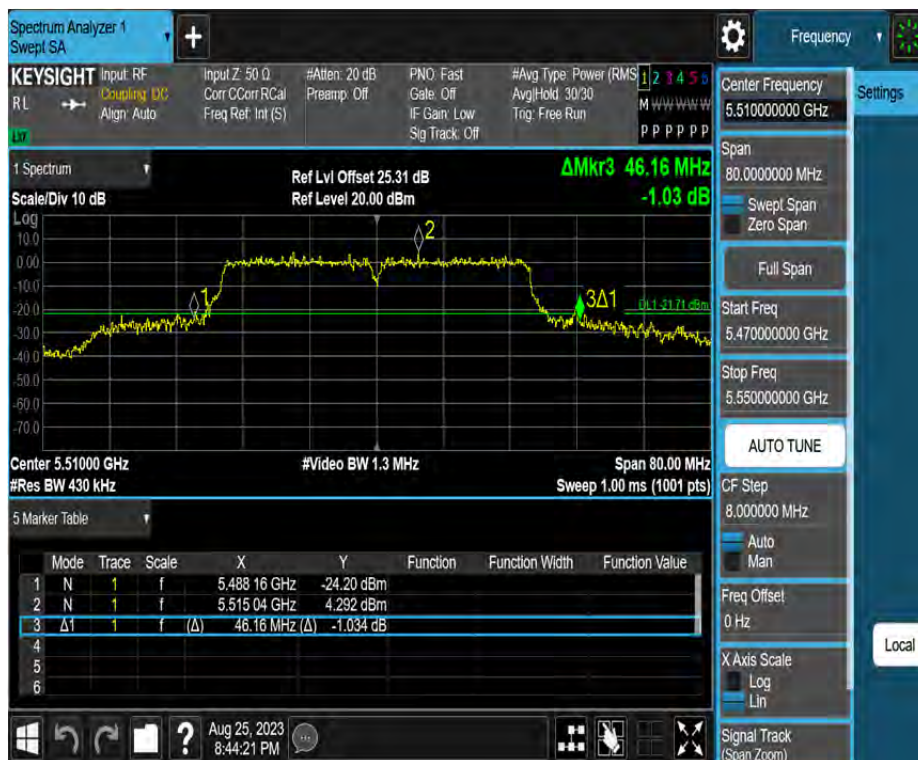 Spectrum Analyzer 1
Swept SA
Frequency
KEYSIGHT Input: RF Input Z: 50 Ω #Atten: 20 dB PNO: Fast #Avg Type: Power (RMS 1 2 3 4 5 6
RL Coupling: DC Corr CCorr RCal Preamp: Off Gate: Off Avg|Hold: 30/30 M W W W W W
Align: Auto Freq Ref: Int (S) IF Gain: Low Trig: Free Run
Sig Track: Off P P P P P P
LXI
1 Spectrum
Ref Lvl Offset 25.31 dB ΔMkr3 46.16 MHz
Scale/Div 10 dB Ref Level 20.00 dBm -1.03 dB
Log
10.0
0.00
-10.0
-20.0
-30.0
-40.0
-50.0
-60.0
-70.0
2
1
3Δ1
DL1 -21.71 dBm
Center 5.51000 GHz #Video BW 1.3 MHz Span 80.00 MHz
#Res BW 430 kHz Sweep 1.00 ms (1001 pts)
5 Marker Table
Mode Trace Scale X Y Function Function Width Function Value
1 N 1 f 5.488 16 GHz -24.20 dBm
2 N 1 f 5.515 04 GHz 4.292 dBm
3 Δ1 1 f (Δ) 46.16 MHz (Δ) -1.034 dB
4
5
6
Aug 25, 2023
8:44:21 PM
Center Frequency
5.510000000 GHz
Settings
Span
80.0000000 MHz
Swept Span
Zero Span
Full Span
Start Freq
5.470000000 GHz
Stop Freq
5.550000000 GHz
AUTO TUNE
CF Step
8.000000 MHz
Auto
Man
Freq Offset
0 Hz
Local
X Axis Scale
Log
Lin
Signal Track
(Span Zoom)